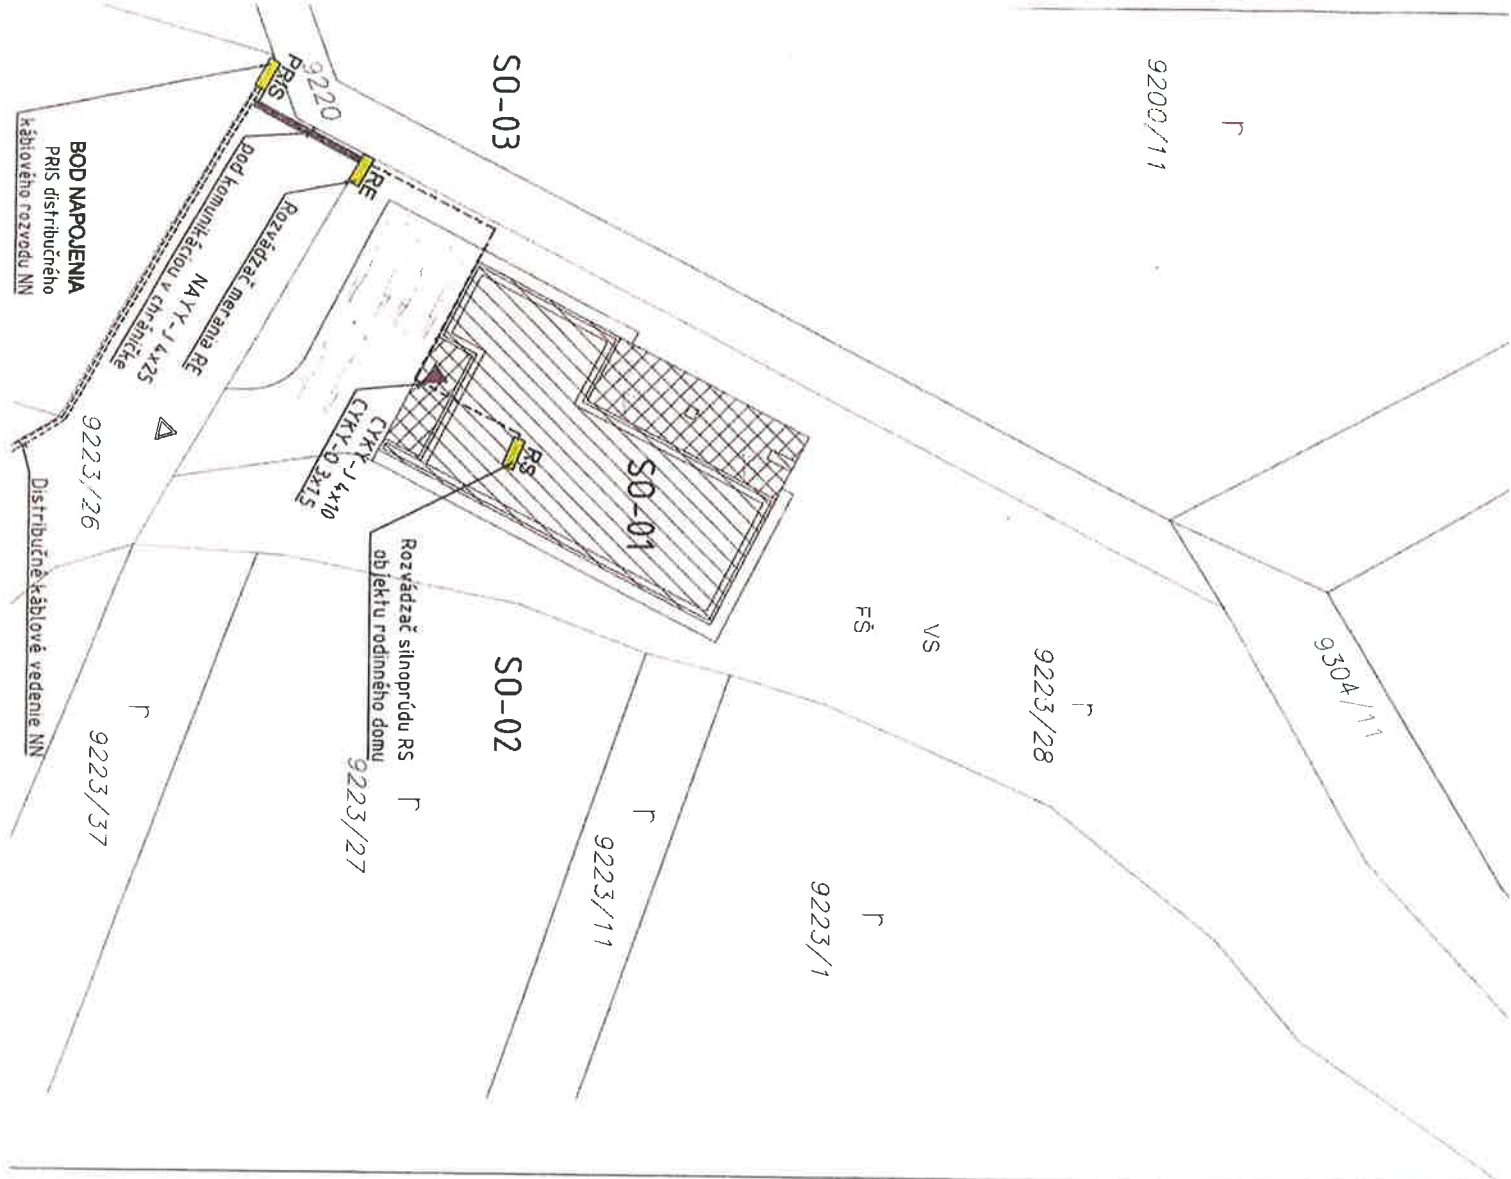 9200/11
Γ
SO-03
9220
PRIS
RE
BOD NAPOJENIA
PRIS distribučného
káblového rozvodu NN
pod komunikáciou v chráničke
NAYY-J 4x25
Rozvádzač merania RE
CYKY-J 4x10
CYKY-O 3x1,5
RS
SO-01
Rozvádzač silnoprúdu RS
objektu rodinného domu
SO-02
FŠ
VS
Γ
9223/28
9304/11
9223/26
Distribučné káblové vedenie NN
Γ
9223/37
Γ
9223/27
Γ
9223/11
Γ
9223/1